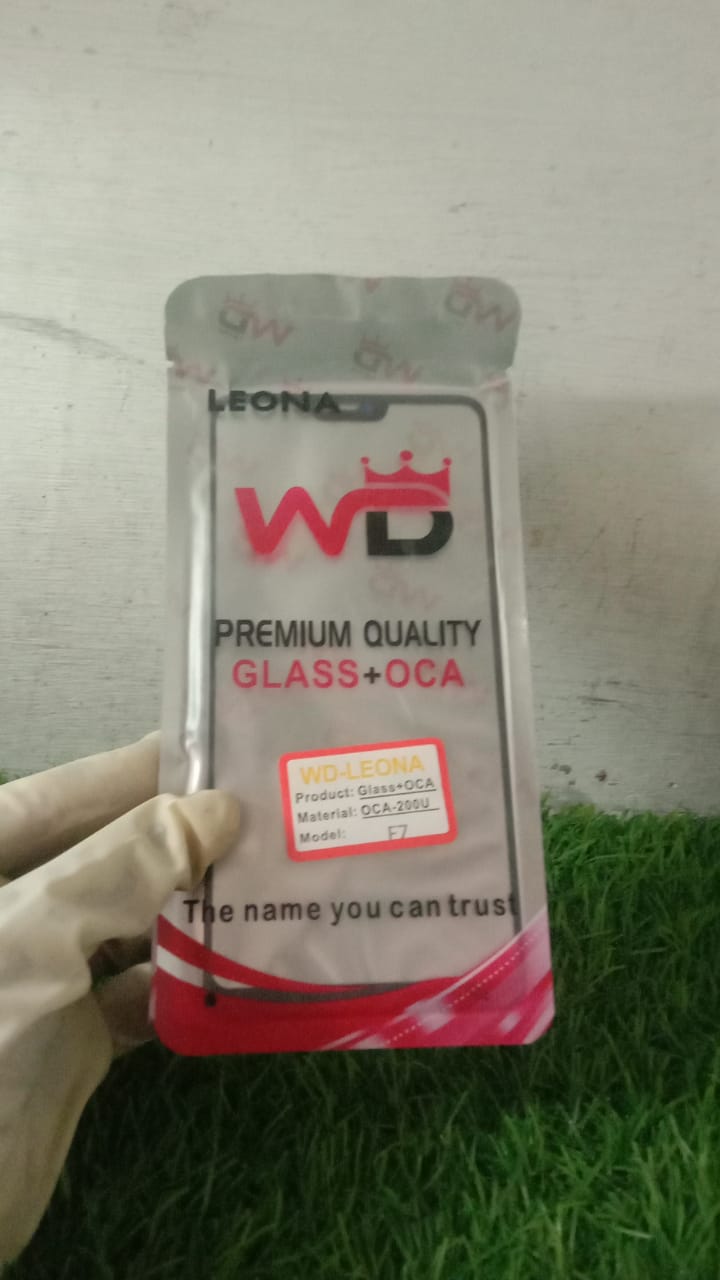 LEONA
WD
PREMIUM QUALITY
GLASS+OCA
WD-LEONA
Product: Glass+OCA
Material: OCA-200U
Model: F7
The name you can trust